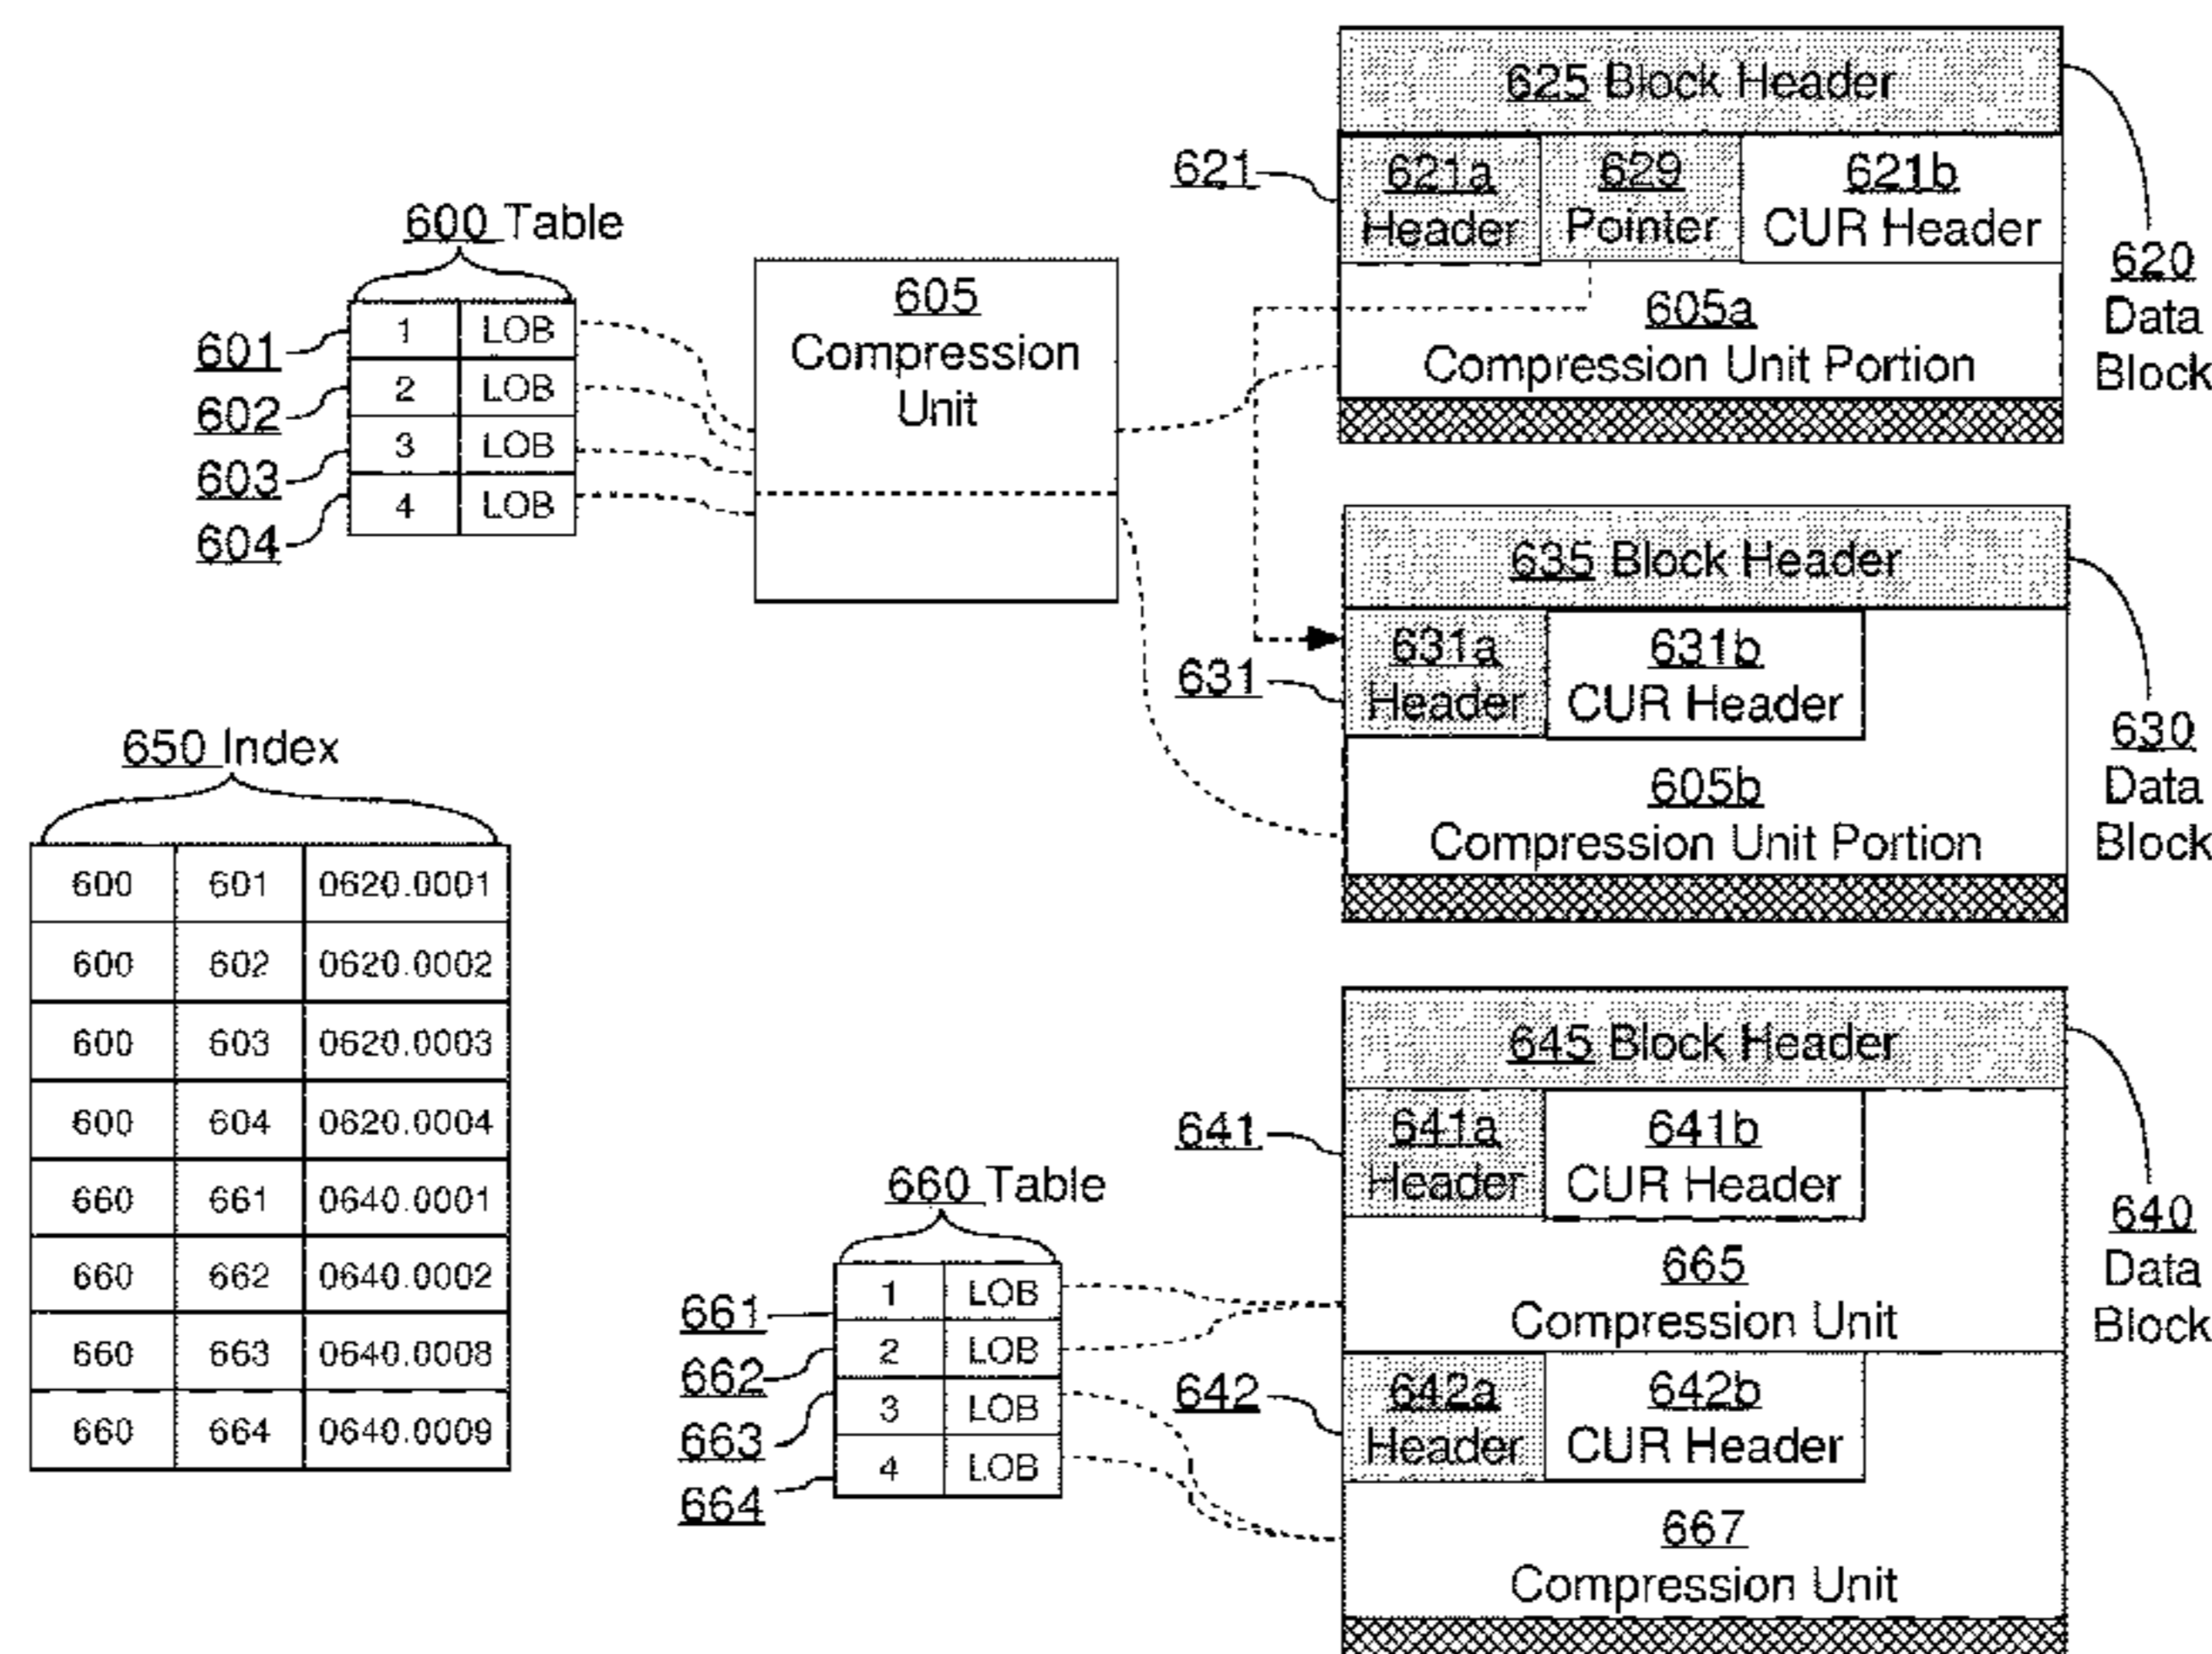 600 Table
601 1 LOB
602 2 LOB
603 3 LOB
604 4 LOB
605
Compression
Unit
625 Block Header
621
621a
Header
629
Pointer
621b
CUR Header
605a
Compression Unit Portion
620
Data
Block
635 Block Header
631
631a
Header
631b
CUR Header
605b
Compression Unit Portion
630
Data
Block
650 Index
600 601 0620.0001
600 602 0620.0002
600 603 0620.0003
600 604 0620.0004
660 661 0640.0001
660 662 0640.0002
660 663 0640.0008
660 664 0640.0009
660 Table
661 1 LOB
662 2 LOB
663 3 LOB
664 4 LOB
645 Block Header
641
641a
Header
641b
CUR Header
665
Compression Unit
642
642a
Header
642b
CUR Header
667
Compression Unit
640
Data
Block